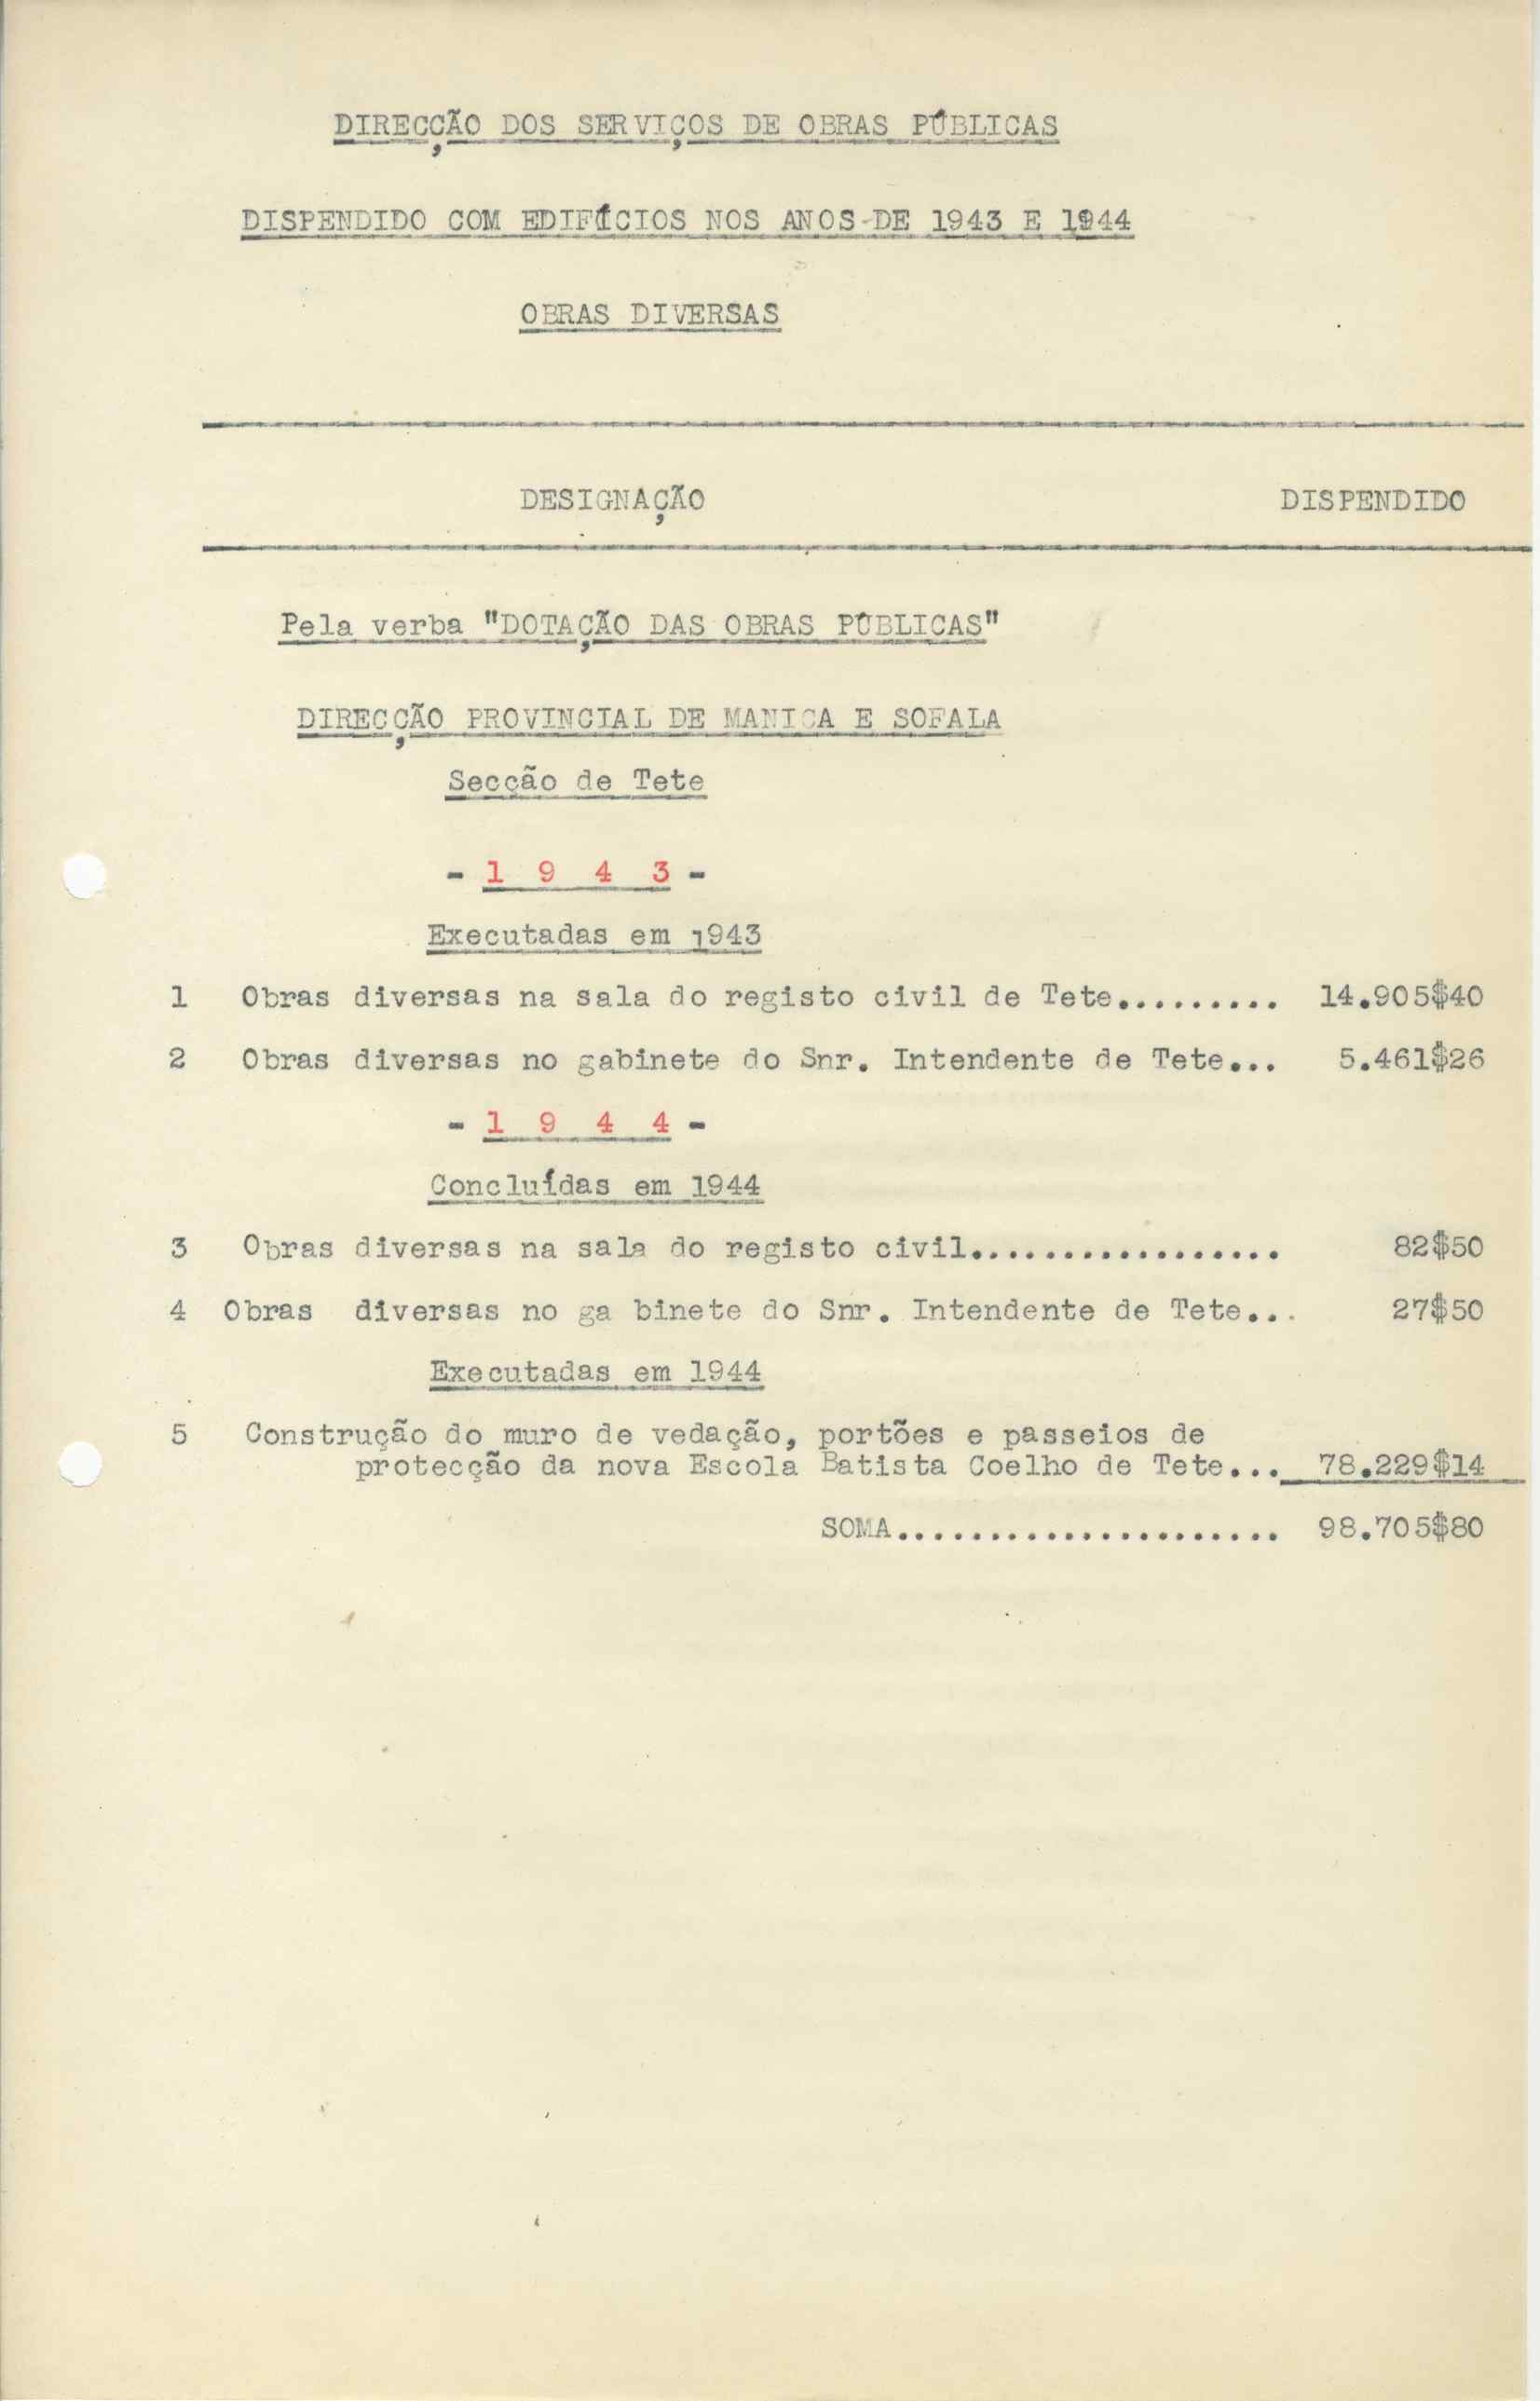 DIRECÇÃO DOS SERVIÇOS DE OBRAS PÚBLICAS
DISPENDIDO COM EDIFÍCIOS NOS ANOS DE 1943 E 1944
OBRAS DIVERSAS
DESIGNAÇÃO DISPENDIDO
Pela verba "DOTAÇÃO DAS OBRAS PÚBLICAS"
DIRECÇÃO PROVINCIAL DE MANICA E SOFALA
Secção de Tete
- 1 9 4 3 -
Executadas em 1943
1 Obras diversas na sala do registo civil de Tete......... 14.905$40
2 Obras diversas no gabinete do Snr. Intendente de Tete... 5.461$26
- 1 9 4 4 -
Concluídas em 1944
3 Obras diversas na sala do registo civil................. 82$50
4 Obras diversas no ga binete do Snr. Intendente de Tete... 27$50
Executadas em 1944
5 Construção do muro de vedação, portões e passeios de
protecção da nova Escola Batista Coelho de Tete... 78.229$14
SOMA..................... 98.705$80